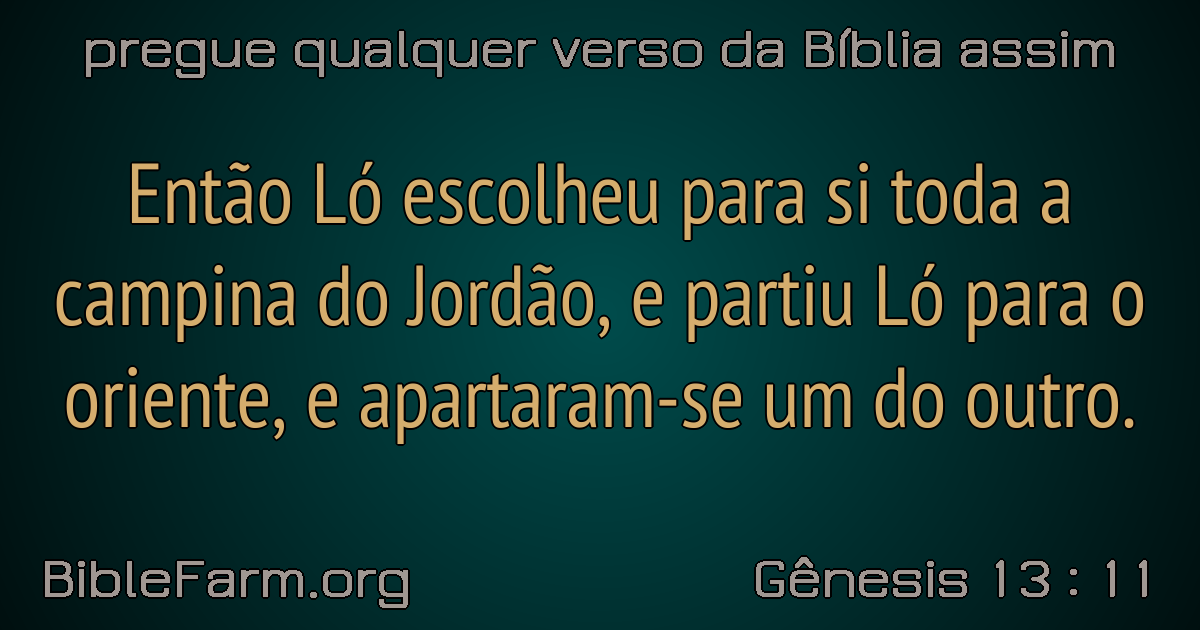 pregue qualquer verso da Bíblia assim
Então Ló escolheu para si toda a
campina do Jordão, e partiu Ló para o
oriente, e apartaram-se um do outro.
BibleFarm.org
Gênesis 13 : 11